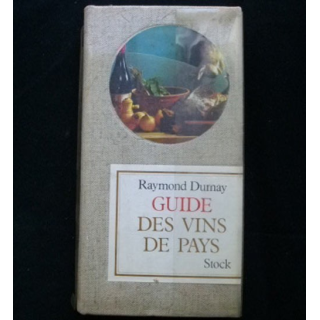 Raymond Dumay
GUIDE
DES VINS
DE PAYS
Stock